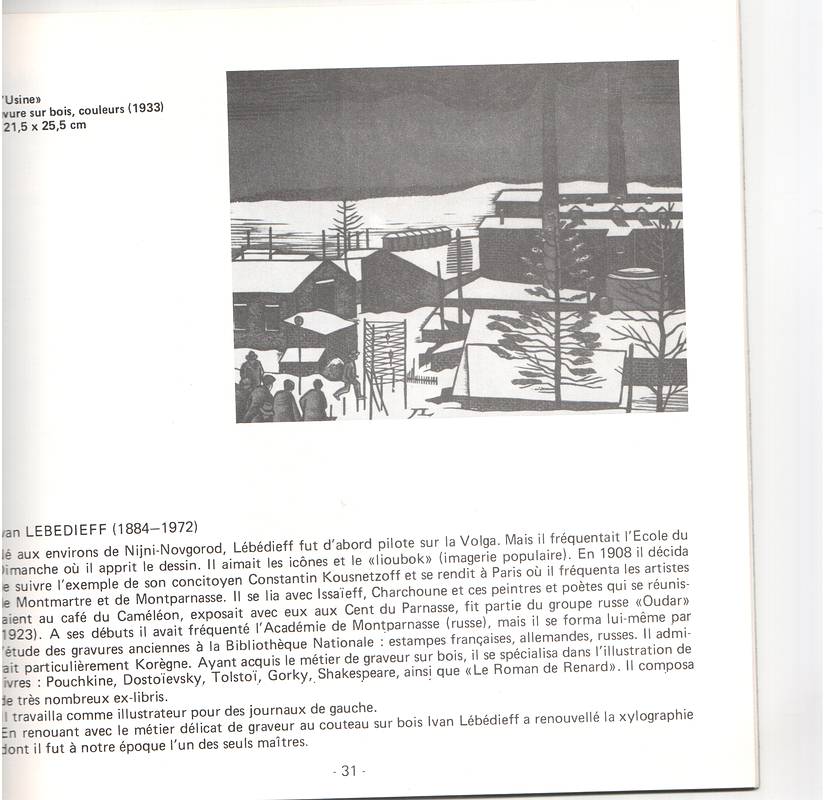 'Usine»
vure sur bois, couleurs (1933)
21,5 x 25,5 cm
van LEBEDIEFF (1884–1972)
é aux environs de Nijni-Novgorod, Lébédieff fut d'abord pilote sur la Volga. Mais il fréquentait l'Ecole du
imanche où il apprit le dessin. Il aimait les icônes et le «lioubok» (imagerie populaire). En 1908 il décida
e suivre l'exemple de son concitoyen Constantin Kousnetzoff et se rendit à Paris où il fréquenta les artistes
e Montmartre et de Montparnasse. Il se lia avec Issaïeff, Charchoune et ces peintres et poètes qui se réunis-
aient au café du Caméléon, exposait avec eux aux Cent du Parnasse, fit partie du groupe russe «Oudar»
1923). A ses débuts il avait fréquenté l'Académie de Montparnasse (russe), mais il se forma lui-même par
'étude des gravures anciennes à la Bibliothèque Nationale : estampes françaises, allemandes, russes. Il admi-
ait particulièrement Korègne. Ayant acquis le métier de graveur sur bois, il se spécialisa dans l'illustration de
ivres : Pouchkine, Dostoïevsky, Tolstoï, Gorky, Shakespeare, ainsi que «Le Roman de Renard». Il composa
de très nombreux ex-libris.
Il travailla comme illustrateur pour des journaux de gauche.
En renouant avec le métier délicat de graveur au couteau sur bois Ivan Lébédieff a renouvellé la xylographie
dont il fut à notre époque l'un des seuls maîtres.
- 31 -